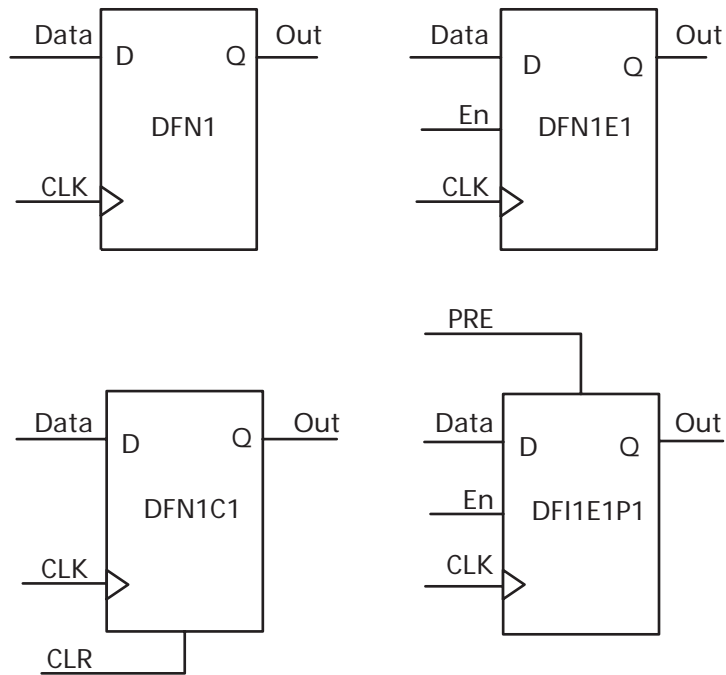 Data
D
Q
Out
DFN1
CLK
Data
D
Q
Out
En
DFN1E1
CLK
Data
D
Q
Out
DFN1C1
CLK
CLR
PRE
Data
D
Q
Out
En
DFI1E1P1
CLK